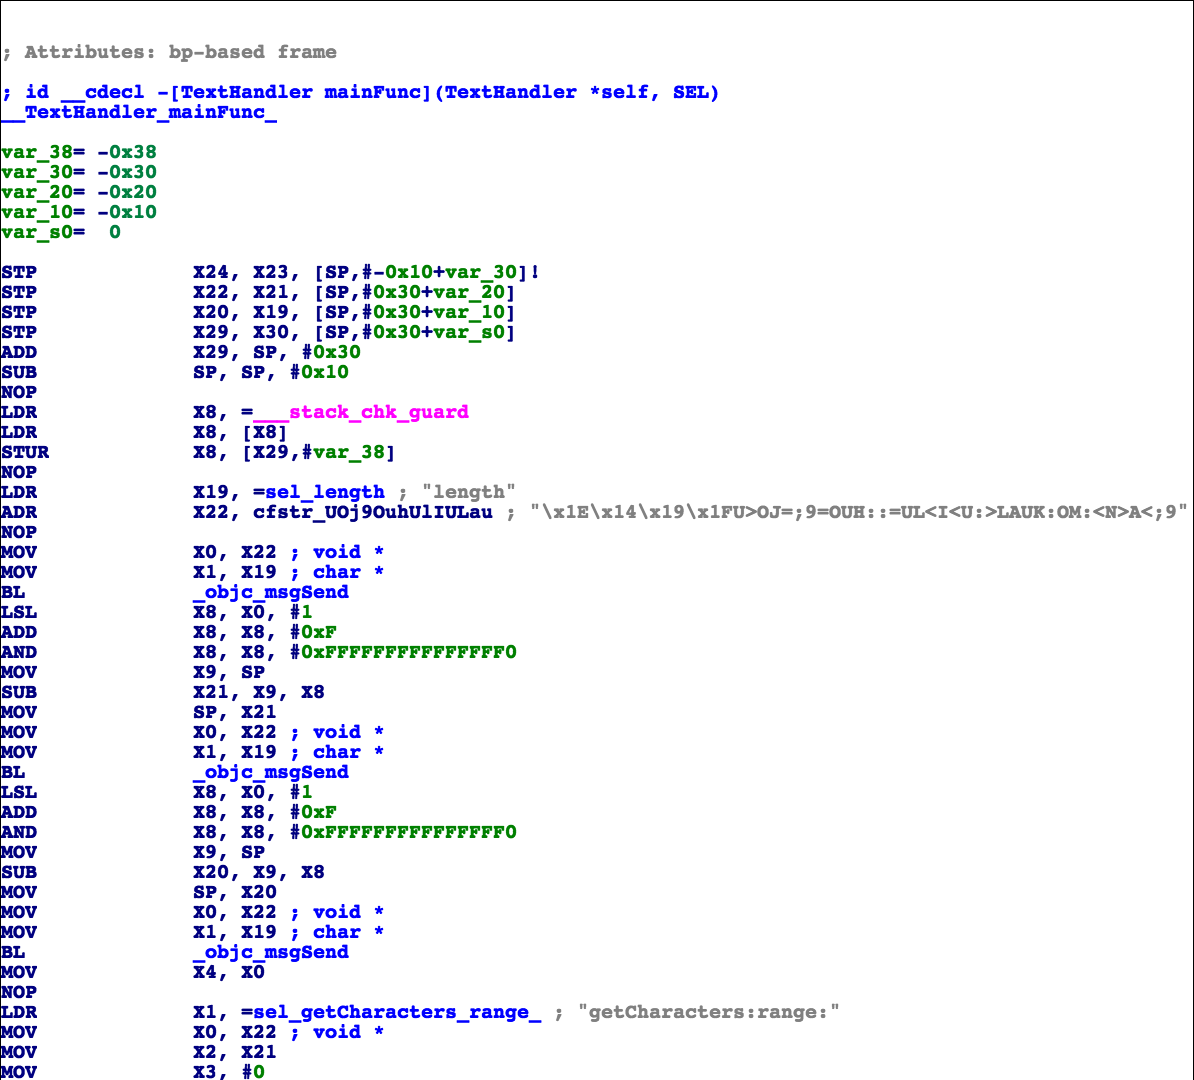 ; Attributes: bp-based frame
; id __cdecl -[TextHandler mainFunc](TextHandler *self, SEL)
__TextHandler_mainFunc_
var_38= -0x38
var_30= -0x30
var_20= -0x20
var_10= -0x10
var_s0= 0
STP X24, X23, [SP,#-0x10+var_30]!
STP X22, X21, [SP,#0x30+var_20]
STP X20, X19, [SP,#0x30+var_10]
STP X29, X30, [SP,#0x30+var_s0]
ADD X29, SP, #0x30
SUB SP, SP, #0x10
NOP
LDR X8, =___stack_chk_guard
LDR X8, [X8]
STUR X8, [X29,#var_38]
NOP
LDR X19, =sel_length ; "length"
ADR X22, cfstr_UOj9OuhUlIULau ; "\x1E\x14\x19\x1FU>OJ=;9=OUH::=UL<I<U:>LAUK:OM:<N>A<;9"
NOP
MOV X0, X22 ; void *
MOV X1, X19 ; char *
BL _objc_msgSend
LSL X8, X0, #1
ADD X8, X8, #0xF
AND X8, X8, #0xFFFFFFFFFFFFFFF0
MOV X9, SP
SUB X21, X9, X8
MOV SP, X21
MOV X0, X22 ; void *
MOV X1, X19 ; char *
BL _objc_msgSend
LSL X8, X0, #1
ADD X8, X8, #0xF
AND X8, X8, #0xFFFFFFFFFFFFFFF0
MOV X9, SP
SUB X20, X9, X8
MOV SP, X20
MOV X0, X22 ; void *
MOV X1, X19 ; char *
BL _objc_msgSend
MOV X4, X0
NOP
LDR X1, =sel_getCharacters_range_ ; "getCharacters:range:"
MOV X0, X22 ; void *
MOV X2, X21
MOV X3, #0